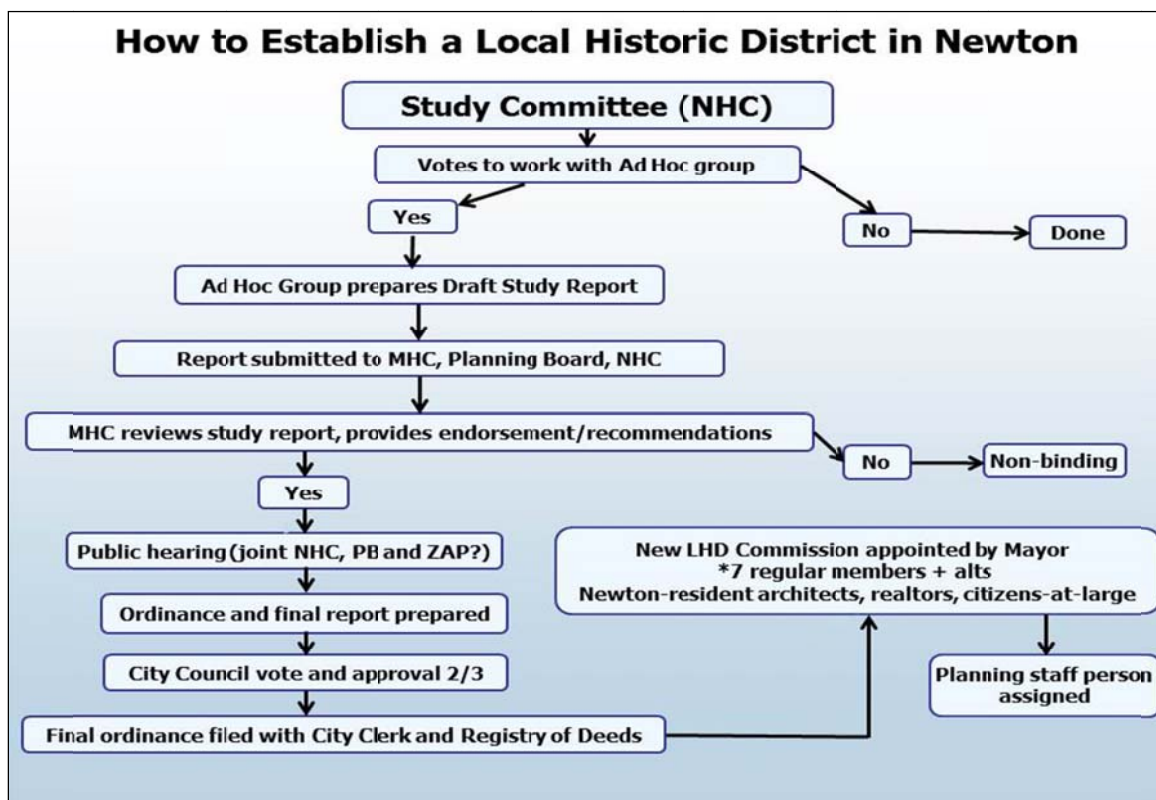 How to Establish a Local Historic District in Newton
Study Committee (NHC)
Votes to work with Ad Hoc group
Yes
No
Done
Ad Hoc Group prepares Draft Study Report
Report submitted to MHC, Planning Board, NHC
MHC reviews study report, provides endorsement/recommendations
No
Non-binding
Yes
Public hearing (joint NHC, PB and ZAP?)
Ordinance and final report prepared
City Council vote and approval 2/3
Final ordinance filed with City Clerk and Registry of Deeds
New LHD Commission appointed by Mayor
*7 regular members + alts
Newton-resident architects, realtors, citizens-at-large
Planning staff person
assigned